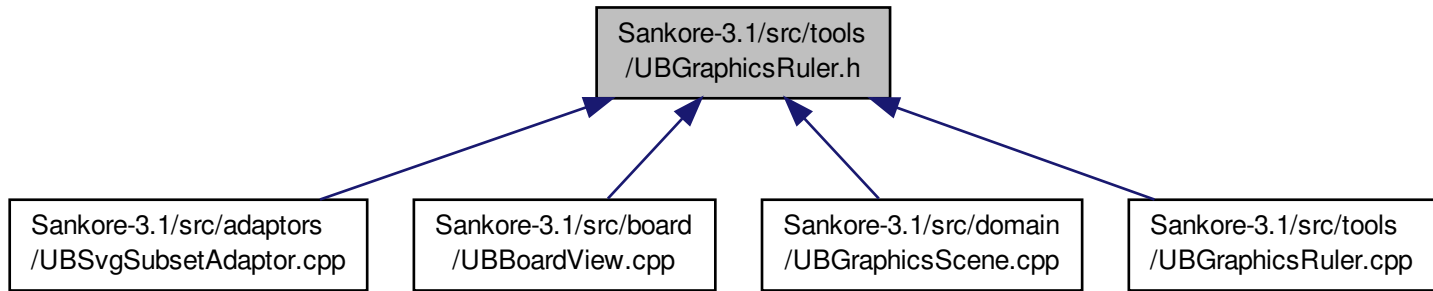 Sankore-3.1/src/tools
/UBGraphicsRuler.h
Sankore-3.1/src/adaptors
/UBSvgSubsetAdaptor.cpp
Sankore-3.1/src/board
/UBBoardView.cpp
Sankore-3.1/src/domain
/UBGraphicsScene.cpp
Sankore-3.1/src/tools
/UBGraphicsRuler.cpp